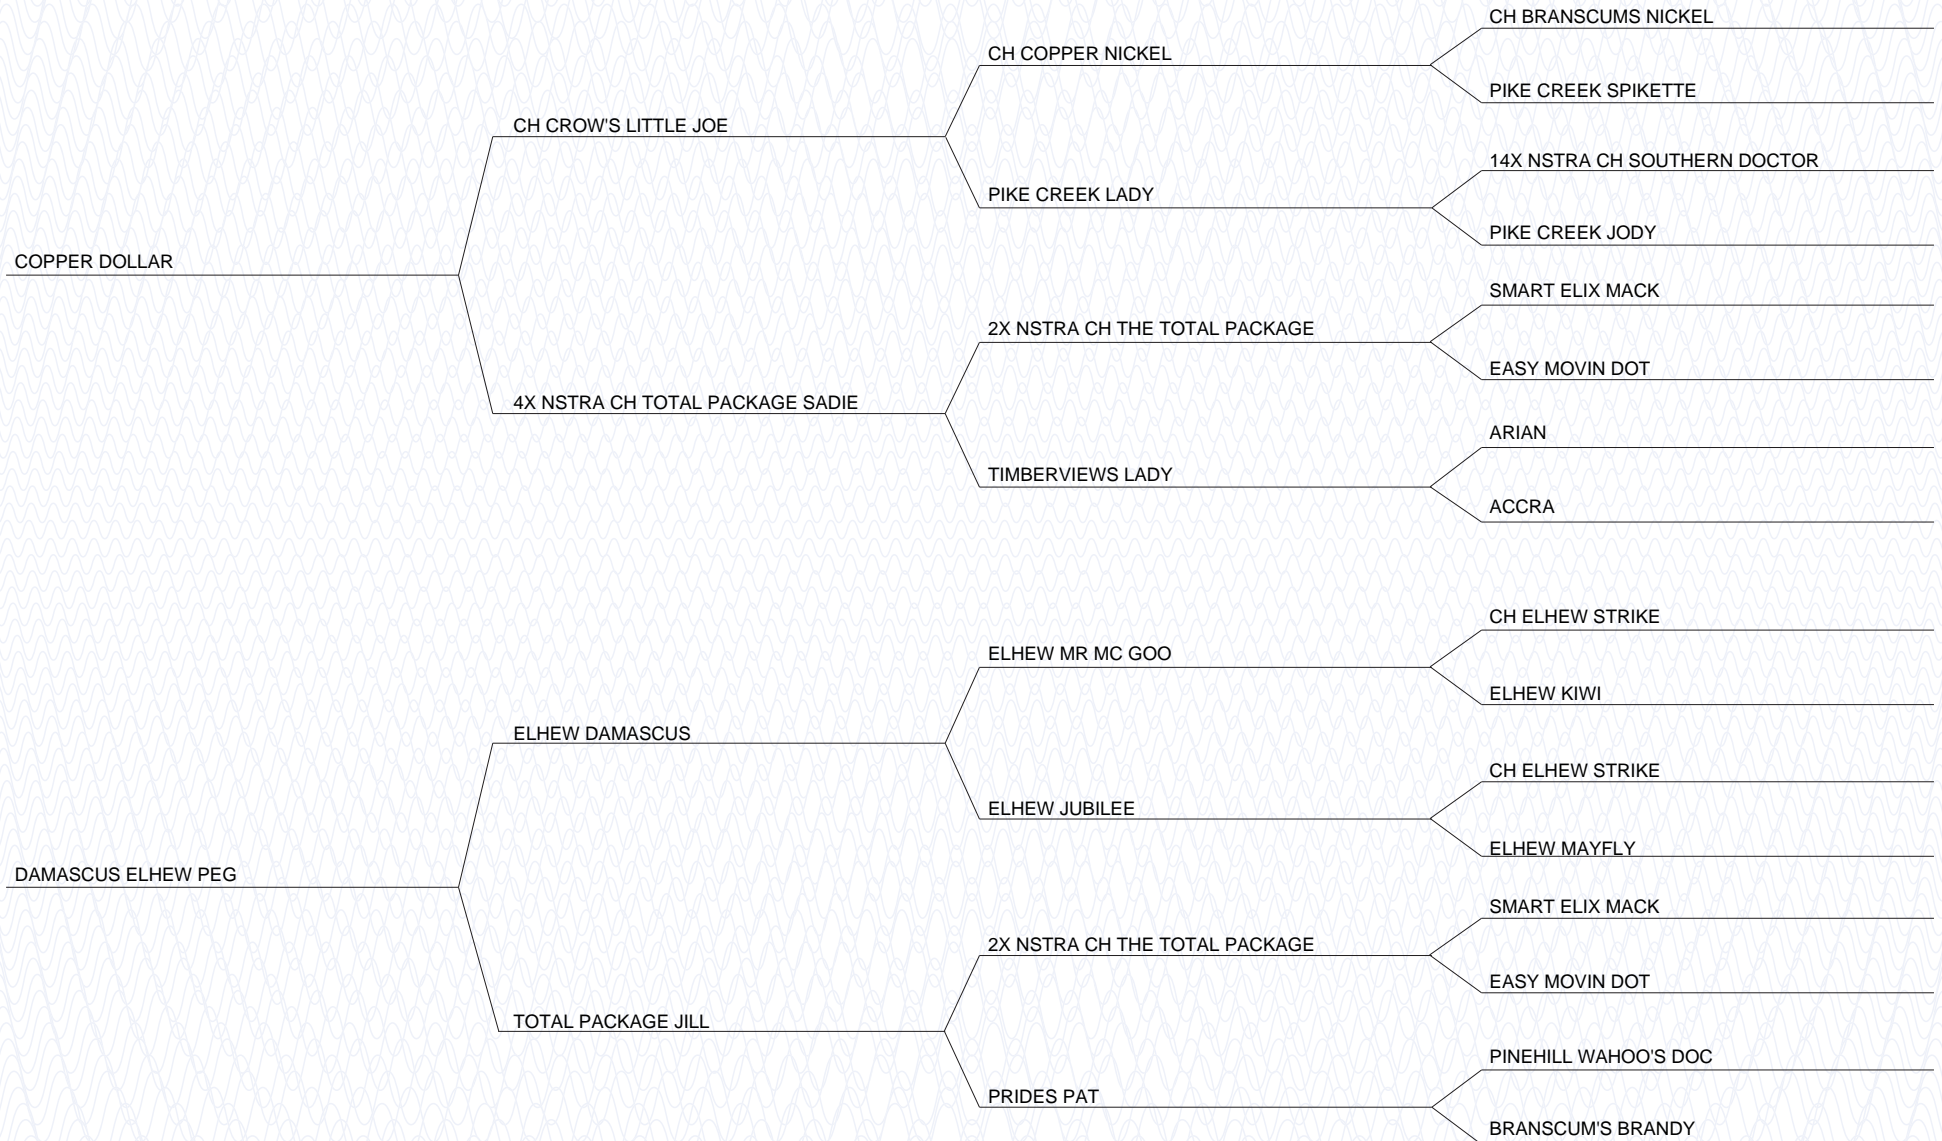 CH BRANSCUMS NICKEL
CH COPPER NICKEL
PIKE CREEK SPIKETTE
CH CROW'S LITTLE JOE
14X NSTRA CH SOUTHERN DOCTOR
PIKE CREEK LADY
PIKE CREEK JODY
COPPER DOLLAR
SMART ELIX MACK
2X NSTRA CH THE TOTAL PACKAGE
EASY MOVIN DOT
4X NSTRA CH TOTAL PACKAGE SADIE
ARIAN
TIMBERVIEWS LADY
ACCRA
CH ELHEW STRIKE
ELHEW MR MC GOO
ELHEW KIWI
ELHEW DAMASCUS
CH ELHEW STRIKE
ELHEW JUBILEE
ELHEW MAYFLY
DAMASCUS ELHEW PEG
SMART ELIX MACK
2X NSTRA CH THE TOTAL PACKAGE
EASY MOVIN DOT
TOTAL PACKAGE JILL
PINEHILL WAHOO'S DOC
PRIDES PAT
BRANSCUM'S BRANDY